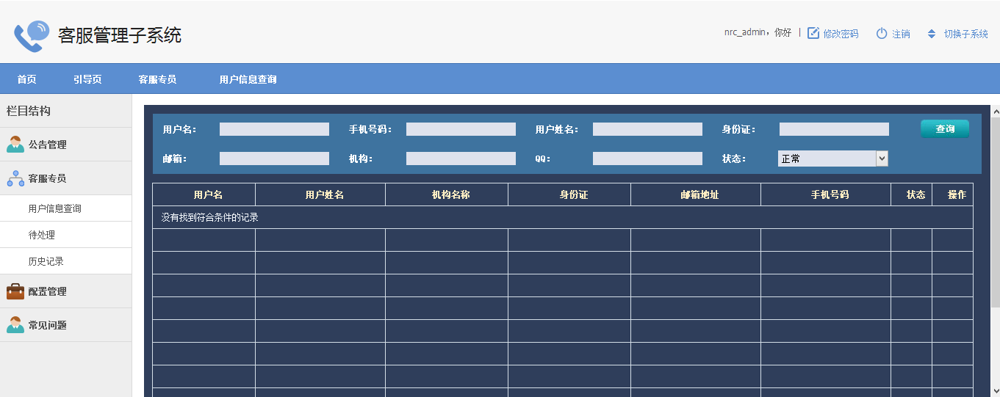 客服管理子系统
nrc_admin，你好 | 修改密码 注销 切换子系统
首页 引导页 客服专员 用户信息查询
栏目结构
公告管理
客服专员
用户信息查询
待处理
历史记录
配置管理
常见问题
用户名： 手机号码： 用户姓名： 身份证： 查询
邮箱： 机构： QQ： 状态： 正常
用户名 用户姓名 机构名称 身份证 邮箱地址 手机号码 状态 操作
没有找到符合条件的记录